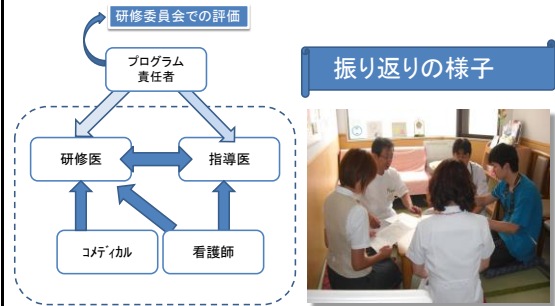 研修委員会での評価
プログラム
責任者
振り返りの様子
研修医
指導医
コメディカル
看護師